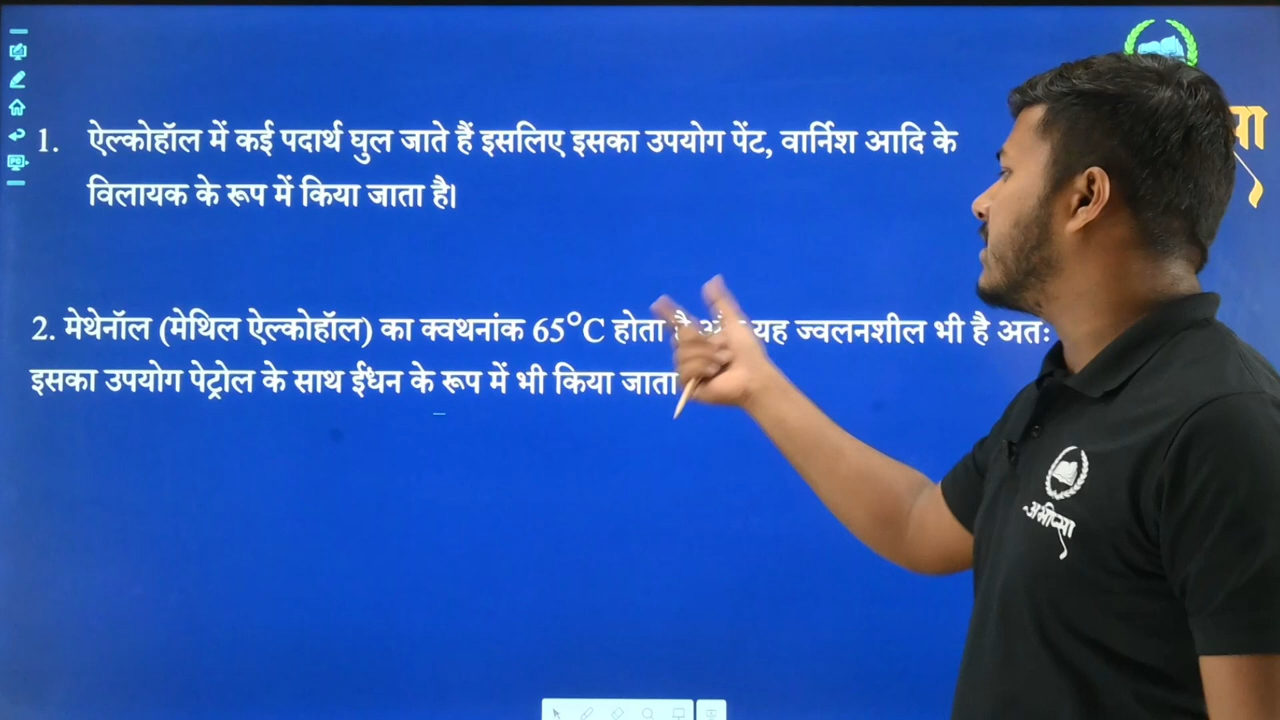 1. ऐल्कोहॉल में कई पदार्थ घुल जाते हैं इसलिए इसका उपयोग पेंट, वार्निश आदि के
विलायक के रूप में किया जाता है।
2. मेथेनॉल (मेथिल ऐल्कोहॉल) का क्वथनांक 65°C होता है यह ज्वलनशील भी है अतः
इसका उपयोग पेट्रोल के साथ ईंधन के रूप में भी किया जाता
अभीप्सा